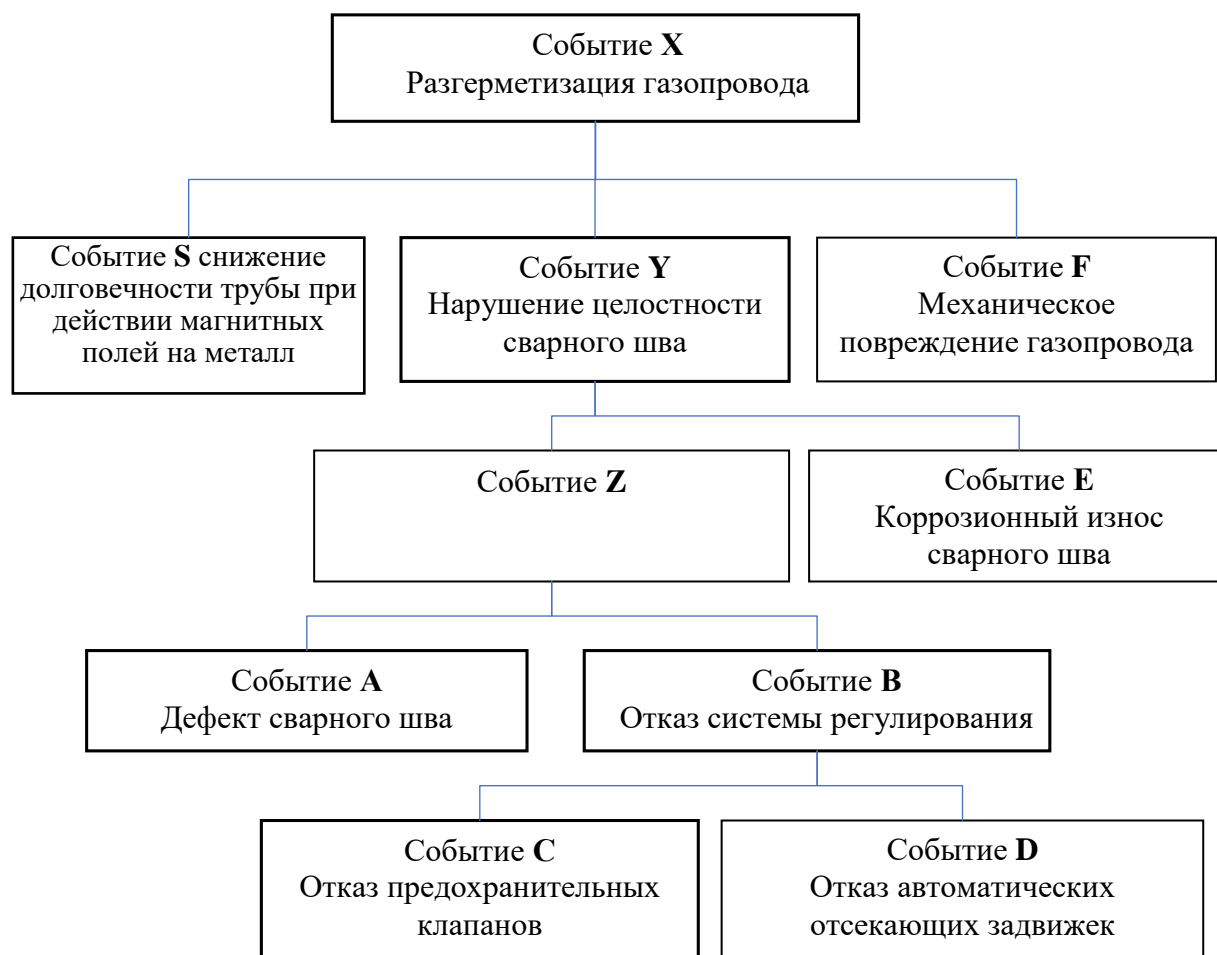 Событие X
Разгерметизация газопровода
Событие S снижение
долговечности трубы при
действии магнитных
полей на металл
Событие Y
Нарушение целостности
сварного шва
Событие F
Механическое
повреждение газопровода
Событие Z
Событие E
Коррозионный износ
сварного шва
Событие A
Дефект сварного шва
Событие B
Отказ системы регулирования
Событие C
Отказ предохранительных
клапанов
Событие D
Отказ автоматических
отсекающих задвижек